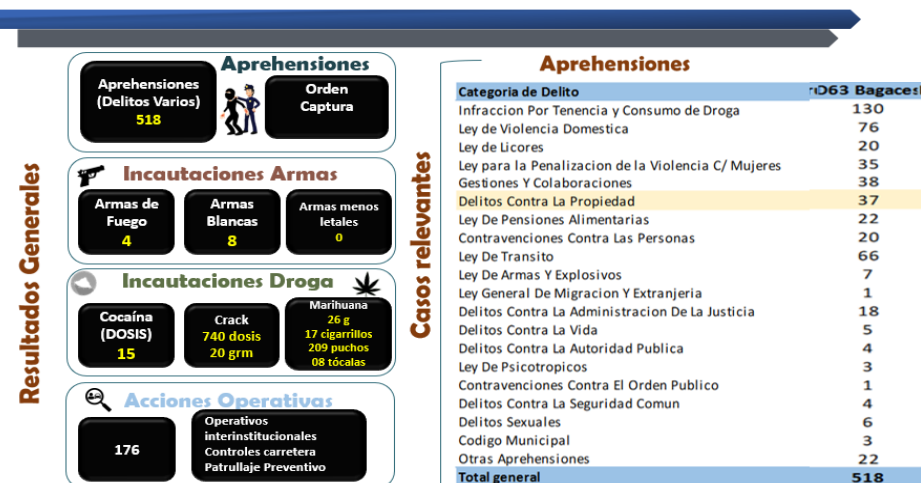 Resultados Generales
Aprehensiones
Aprehensiones
(Delitos Varios)
518
Orden
Captura
Incautaciones Armas
Armas de
Fuego
4
Armas
Blancas
8
Armas menos
letales
0
Incautaciones Droga
Cocaína
(DOSIS)
15
Crack
740 dosis
20 grm
Marihuana
26 g
17 cigarrillos
209 puchos
08 tócalas
Acciones Operativas
176
Operativos
interinstitucionales
Controles carretera
Patrullaje Preventivo
Casos relevantes
Aprehensiones
Categoria de Delito D63 Bagaces
Infraccion Por Tenencia y Consumo de Droga 130
Ley de Violencia Domestica 76
Ley de Licores 20
Ley para la Penalizacion de la Violencia C/ Mujeres 35
Gestiones Y Colaboraciones 38
Delitos Contra La Propiedad 37
Ley De Pensiones Alimentarias 22
Contravenciones Contra Las Personas 20
Ley De Transito 66
Ley De Armas Y Explosivos 7
Ley General De Migracion Y Extranjeria 1
Delitos Contra La Administracion De La Justicia 18
Delitos Contra La Vida 5
Delitos Contra La Autoridad Publica 4
Ley De Psicotropicos 3
Contravenciones Contra El Orden Publico 1
Delitos Contra La Seguridad Comun 4
Delitos Sexuales 6
Codigo Municipal 3
Otras Aprehensiones 22
Total general 518